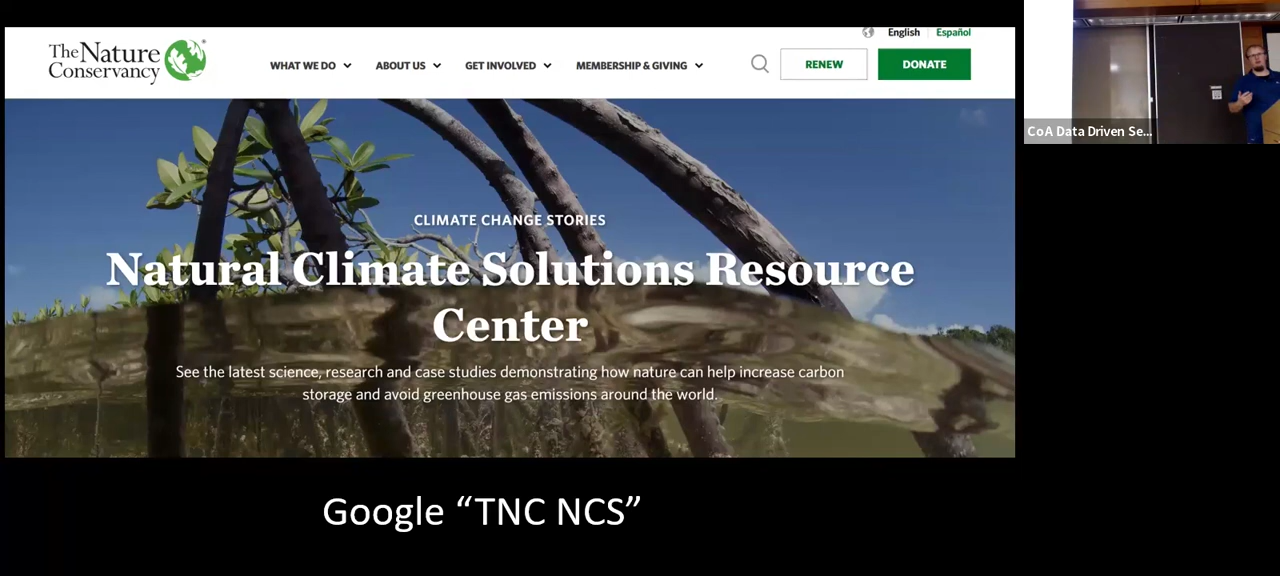 The Nature
Conservancy
English Español
WHAT WE DO ABOUT US GET INVOLVED MEMBERSHIP & GIVING RENEW DONATE
CoA Data Driven Se...
CLIMATE CHANGE STORIES
Natural Climate Solutions Resource
Center
See the latest science, research and case studies demonstrating how nature can help increase carbon
storage and avoid greenhouse gas emissions around the world.
Google “TNC NCS”